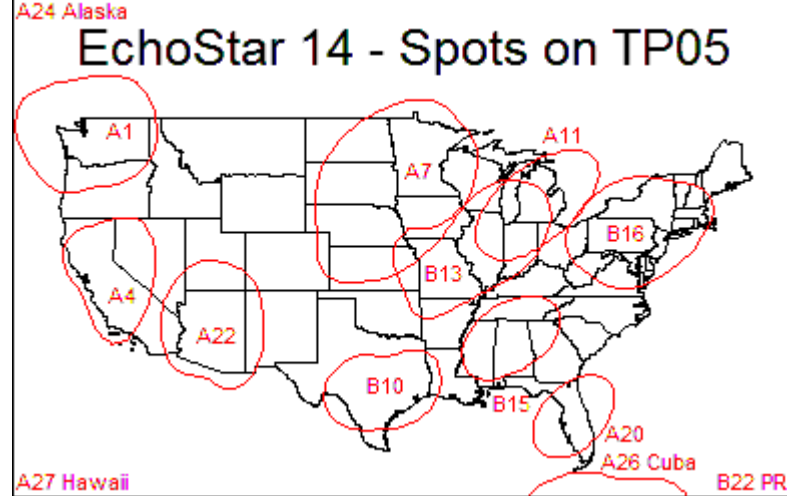 A24 Alaska
EchoStar 14 - Spots on TP05
A1
A11
A7
B16
B13
A4
A22
B10
B15
A20
A26 Cuba
A27 Hawaii
B22 PR